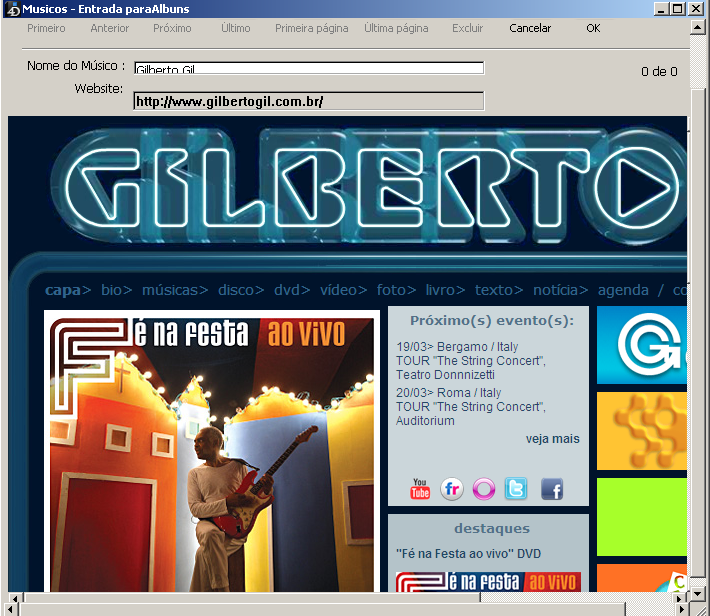 Musicos - Entrada paraAlbuns
Primeiro Anterior Próximo Último Primeira página Última página Excluir Cancelar OK
Nome do Músico : Gilberto Gil
0 de 0
Website: http://www.gilbertogil.com.br/
GILBERTO
capa> bio> músicas> disco> dvd> vídeo> foto> livro> texto> notícia> agenda / co
F é na festa ao vivo
Próximo(s) evento(s):
19/03> Bergamo / Italy
TOUR "The String Concert",
Teatro Donnnizetti
20/03> Roma / Italy
TOUR "The String Concert",
Auditorium
veja mais
You Tube fr t f
destaques
"Fé na Festa ao vivo" DVD
F é na festa ao vivo